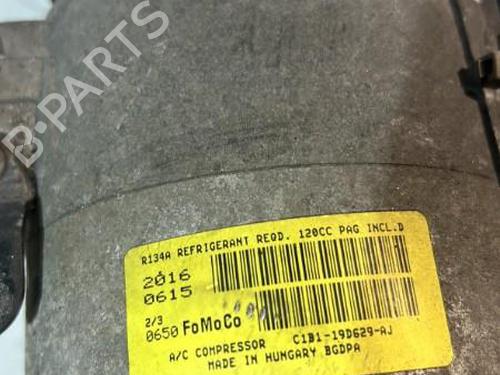 B-PARTS
R134A REFRIGERANT REQD. 120CC PAG INCL.D
2016
0615
2/3
0650 FoMoCo
A/C COMPRESSOR C1B1-19D629-AJ
MADE IN HUNGARY BGDPA